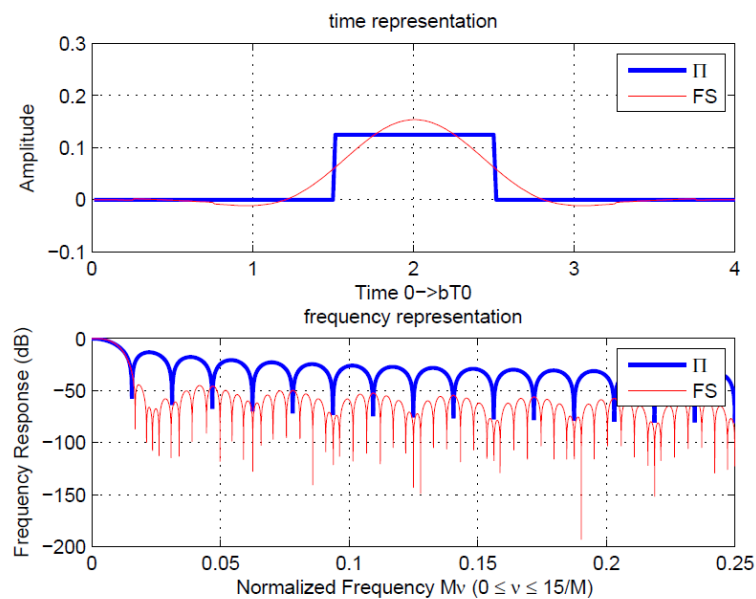 time representation
0.3
0.2
0.1
0
−0.1
Amplitude
Π
FS
0
1
2
3
4
Time 0−>bT0
frequency representation
0
−50
−100
−150
−200
Frequency Response (dB)
Π
FS
0
0.05
0.1
0.15
0.2
0.25
Normalized Frequency Mν (0 ≤ ν ≤ 15/M)